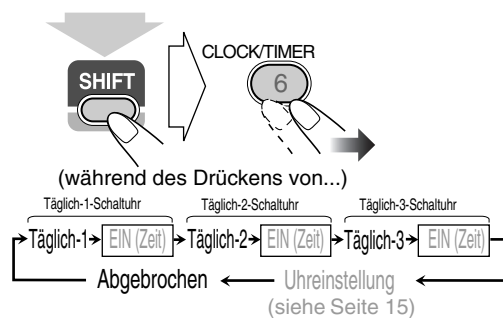 CLOCK/TIMER
SHIFT
6
(während des Drückens von...)
Täglich-1-Schaltuhr Täglich-2-Schaltuhr Täglich-3-Schaltuhr
Täglich-1 EIN (Zeit) Täglich-2 EIN (Zeit) Täglich-3 EIN (Zeit)
Abgebrochen Uhreinstellung
(siehe Seite 15)